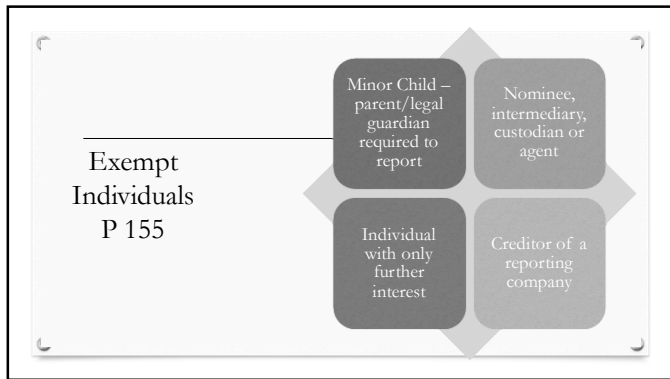 Exempt
Individuals
P 155
Minor Child –
parent/legal
guardian
required to
report
Nominee,
intermediary,
custodian or
agent
Individual
with only
further
interest
Creditor of a
reporting
company